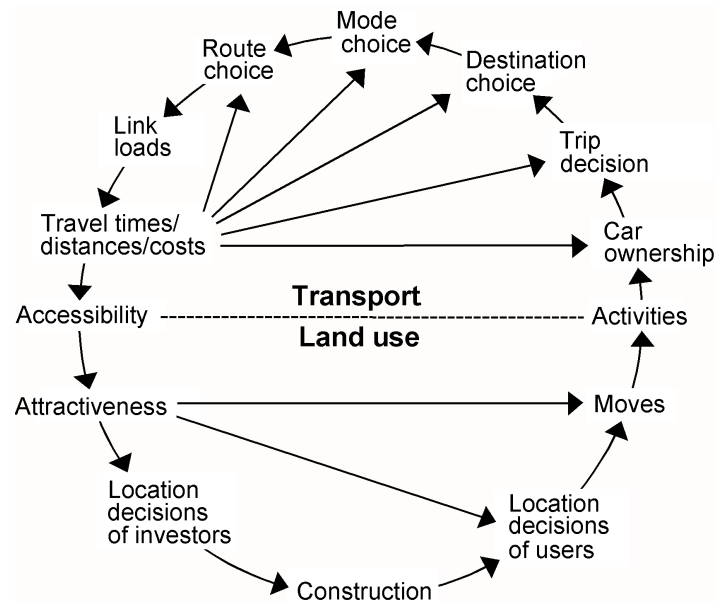 Mode
choice
Route
choice
Destination
choice
Link
loads
Trip
decision
Travel times/
distances/costs
Car
ownership
Transport
Accessibility
Activities
Land use
Attractiveness
Moves
Location
decisions
of investors
Location
decisions
of users
Construction